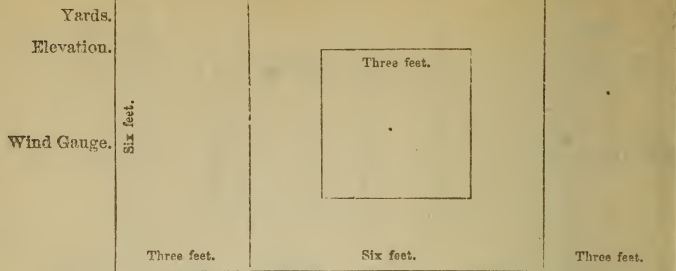 Yards.
Elevation.
Three feet.
Six feet.
Wind Gauge.
Three feet.
Six feet.
Three feet.